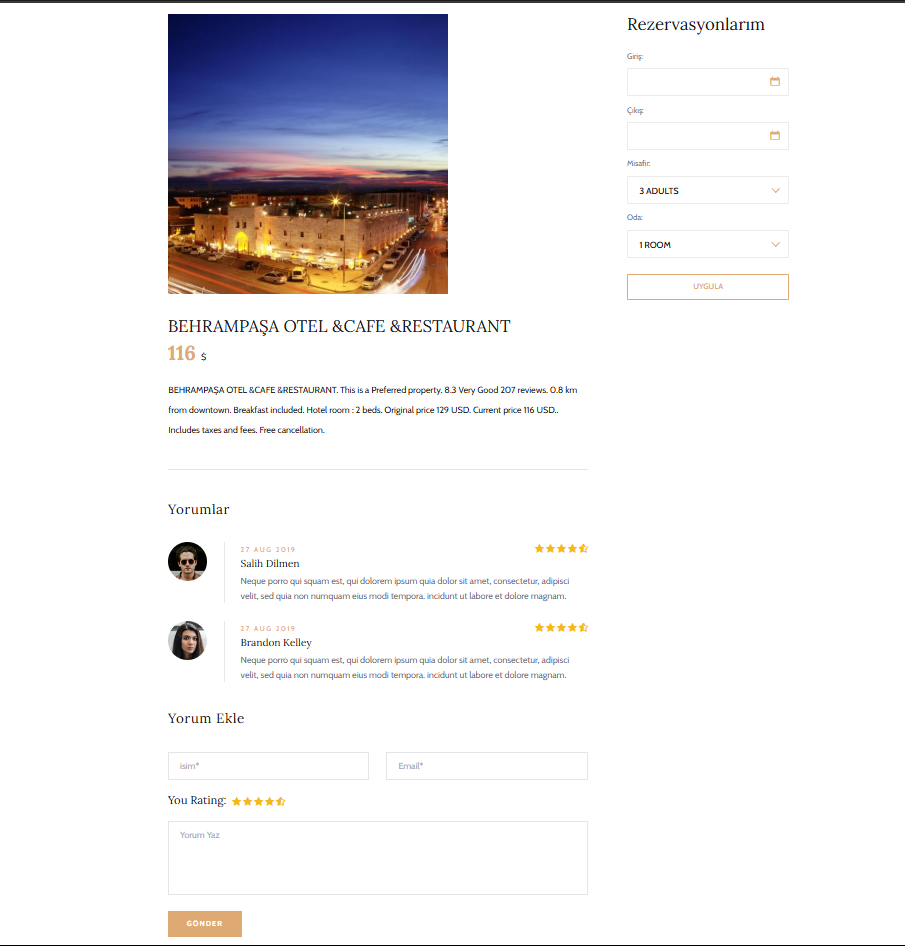 BEHRAMPAŞA OTEL &CAFE &RESTAURANT
116 $
BEHRAMPAŞA OTEL &CAFE &RESTAURANT. This is a Preferred property. 8.3 Very Good 207 reviews. 0.8 km
from downtown. Breakfast included. Hotel room : 2 beds. Original price 129 USD. Current price 116 USD..
Includes taxes and fees. Free cancellation.
Yorumlar
27 AUG 2019
Salih Dilmen
Neque porro qui squam est, qui dolorem ipsum quia dolor sit amet, consectetur, adipisci
velit, sed quia non numquam eius modi tempora. incidunt ut labore et dolore magnam.
27 AUG 2019
Brandon Kelley
Neque porro qui squam est, qui dolorem ipsum quia dolor sit amet, consectetur, adipisci
velit, sed quia non numquam eius modi tempora. incidunt ut labore et dolore magnam.
Yorum Ekle
isim*
Email*
You Rating:
Yorum Yaz
GÖNDER
Rezervasyonlarım
Giriş:
Çıkış:
Misafir:
3 ADULTS
Oda:
1 ROOM
UYGULA